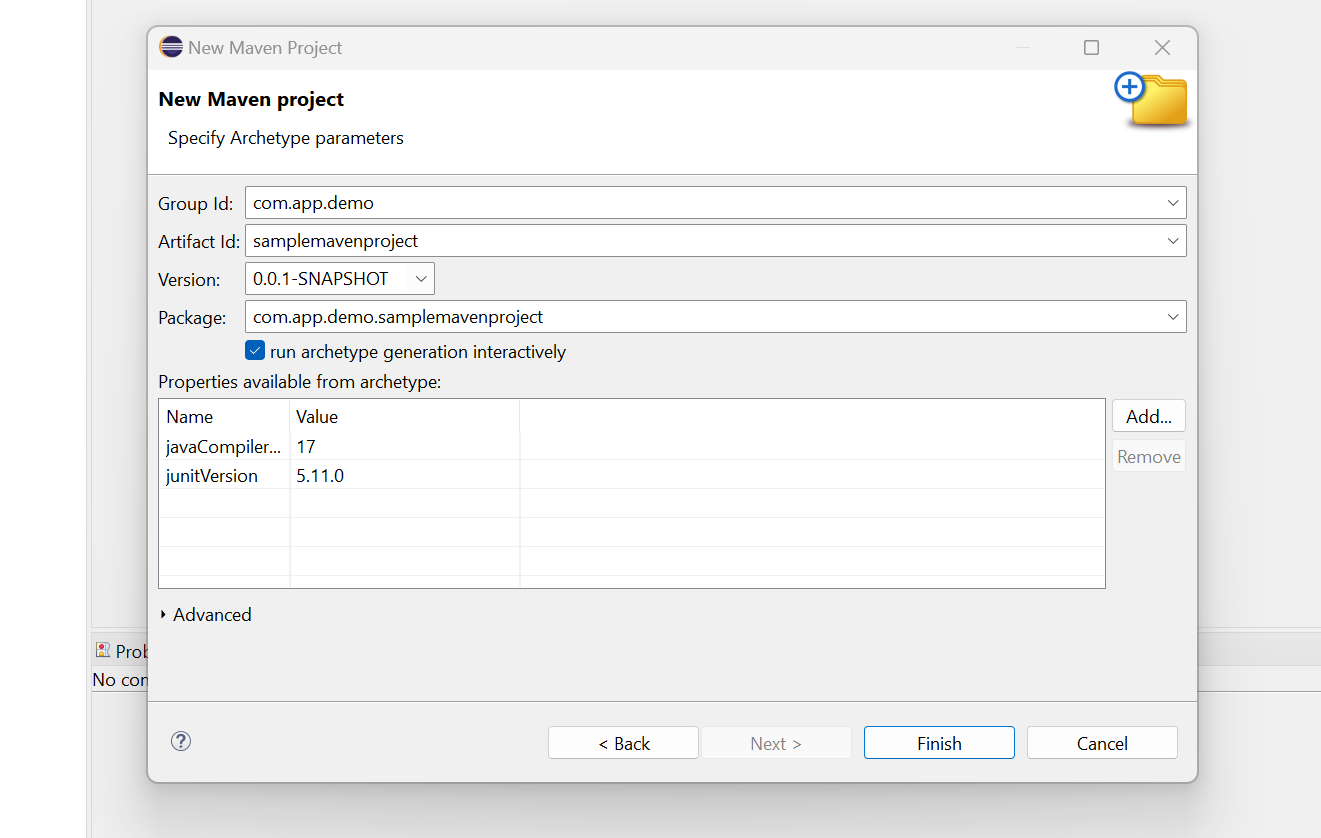 New Maven Project
New Maven project
Specify Archetype parameters
Group Id: com.app.demo
Artifact Id: samplemavenproject
Version: 0.0.1-SNAPSHOT
Package: com.app.demo.samplemavenproject
run archetype generation interactively
Properties available from archetype:
Name Value Add...
javaCompiler... 17 Remove
junitVersion 5.11.0
Advanced
Prob
No con
? < Back Next > Finish Cancel